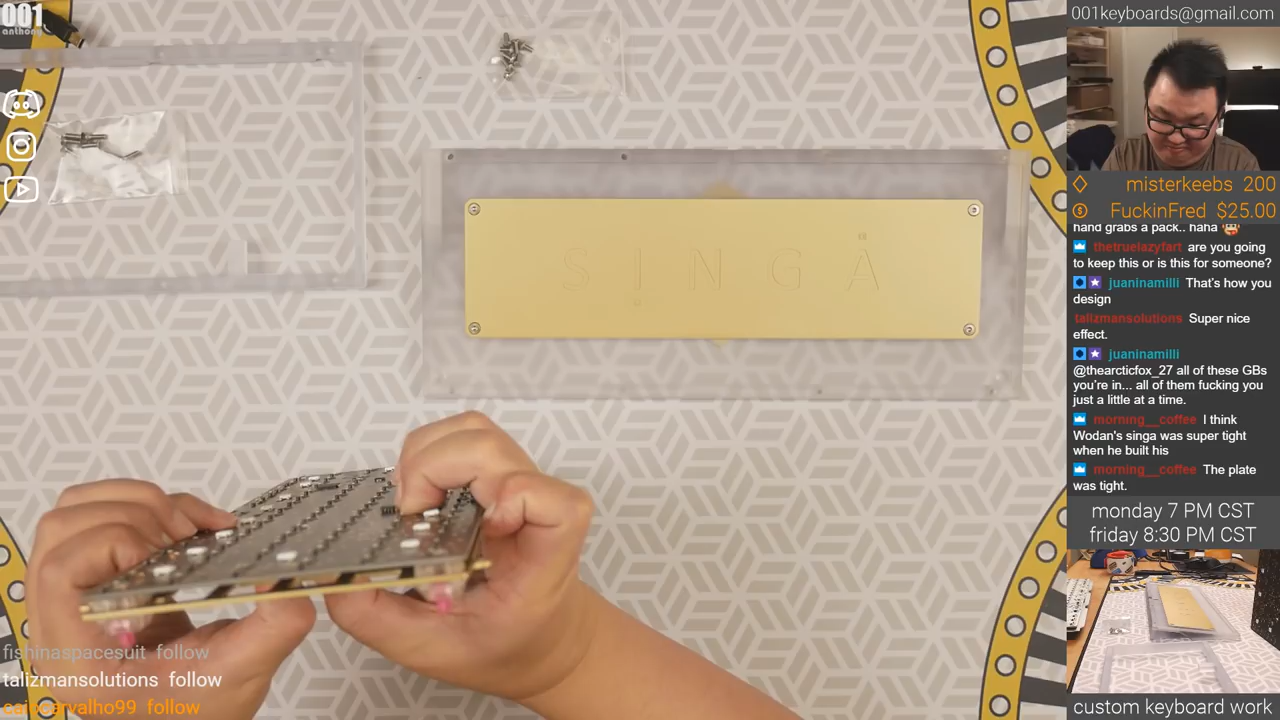 001
anthony
001keyboards@gmail.com
misterkeebs 200
FuckinFred $25.00
hand grabs a pack.. haha
thetruelazyfart are you going
to keep this or is this for someone?
juaninamilli That's how you
design
talizmansolutions Super nice
effect.
juaninamilli
@thearcticfox_27 all of these GBs
you're in... all of them fucking you
just a little at a time.
morning__coffee I think
Wodan's singa was super tight
when he built his
morning__coffee The plate
was tight.
monday 7 PM CST
friday 8:30 PM CST
custom keyboard work
SINGA
fishinaspacesuit follow
talizmansolutions follow
caiocarvalho99 follow